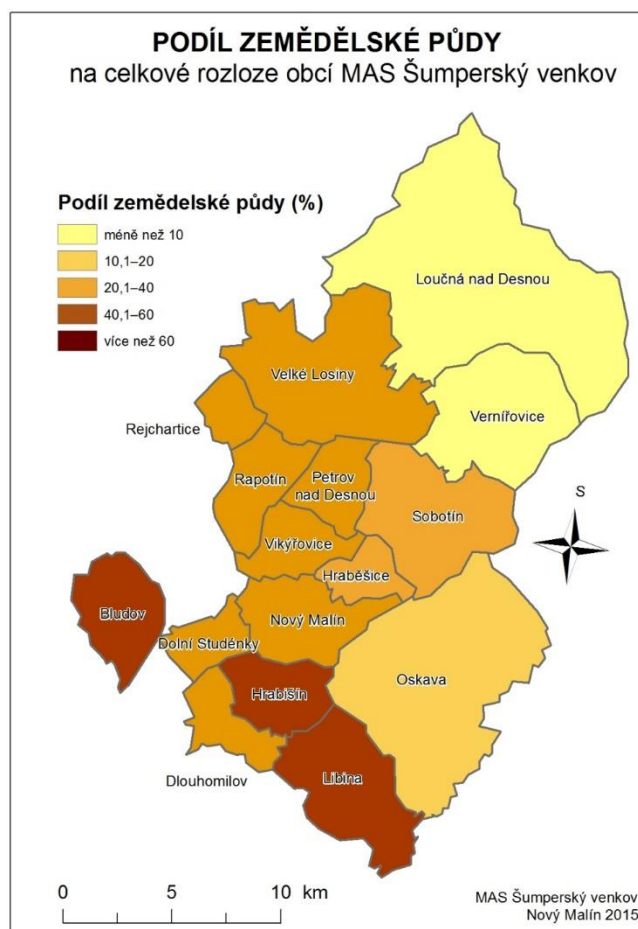 PODÍL ZEMĚDĚLSKÉ PŮDY
na celkové rozloze obcí MAS Šumperský venkov
Podíl zemědelské půdy (%)
méně než 10
10,1–20
20,1–40
40,1–60
více než 60
Loučná nad Desnou
Velké Losiny
Vernířovice
Rejchartice
Rapotín
Petrov
nad Desnou
Sobotín
S
Vikýřovice
Hraběšice
Bludov
Nový Malín
Dolní Studénky
Oskava
Hrabišín
Dlouhomilov
Libina
0 5 10 km
MAS Šumperský venkov
Nový Malín 2015